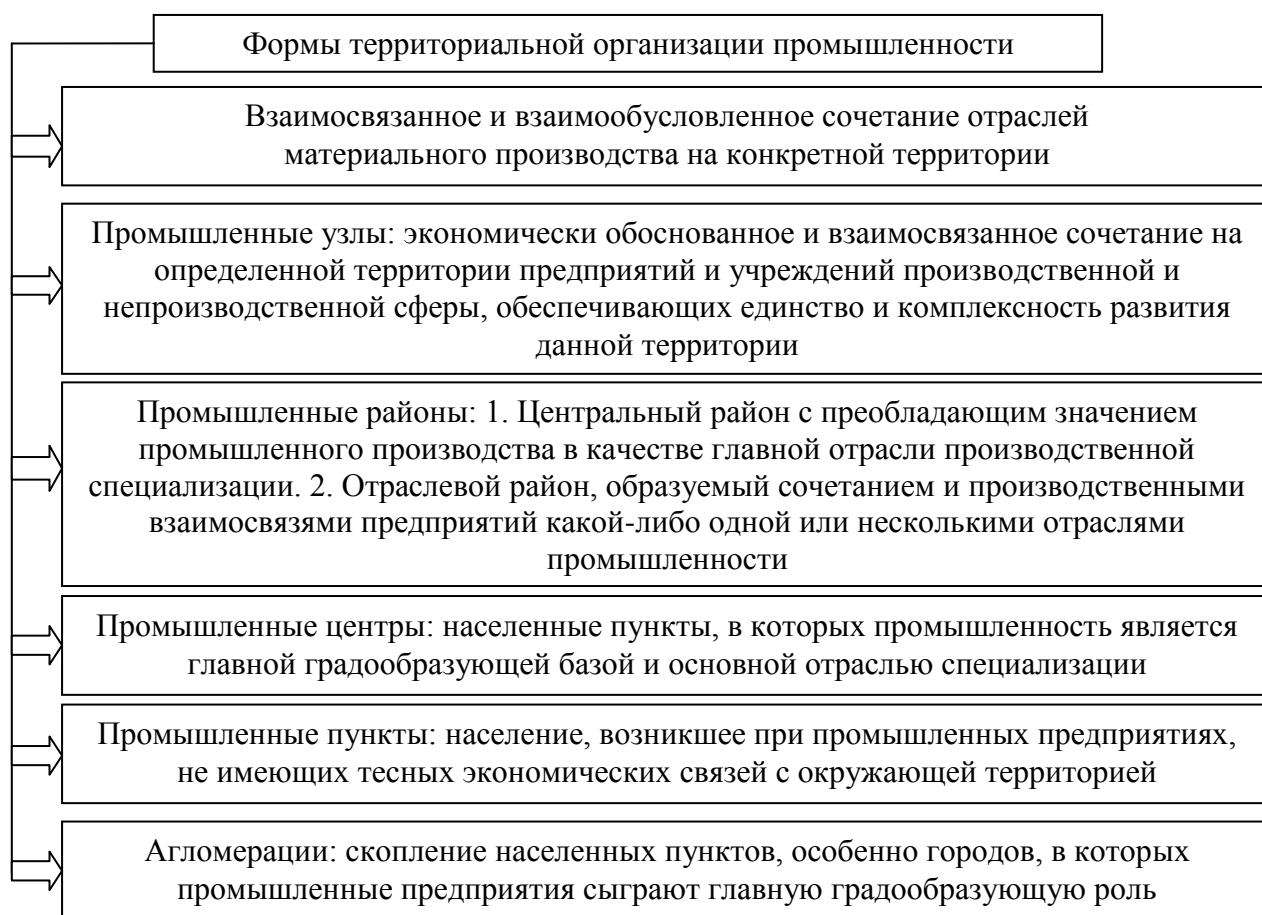 Формы территориальной организации промышленности
Взаимосвязанное и взаимообусловленное сочетание отраслей
материального производства на конкретной территории
Промышленные узлы: экономически обоснованное и взаимосвязанное сочетание на
определенной территории предприятий и учреждений производственной и
непроизводственной сферы, обеспечивающих единство и комплексность развития
данной территории
Промышленные районы: 1. Центральный район с преобладающим значением
промышленного производства в качестве главной отрасли производственной
специализации. 2. Отраслевой район, образуемый сочетанием и производственными
взаимосвязями предприятий какой-либо одной или несколькими отраслями
промышленности
Промышленные центры: населенные пункты, в которых промышленность является
главной градообразующей базой и основной отраслью специализации
Промышленные пункты: население, возникшее при промышленных предприятиях,
не имеющих тесных экономических связей с окружающей территорией
Агломерации: скопление населенных пунктов, особенно городов, в которых
промышленные предприятия сыграют главную градообразующую роль